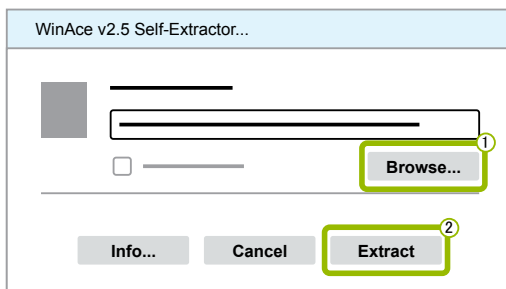 WinAce v2.5 Self-Extractor...
1
Browse...
2
Info... Cancel Extract